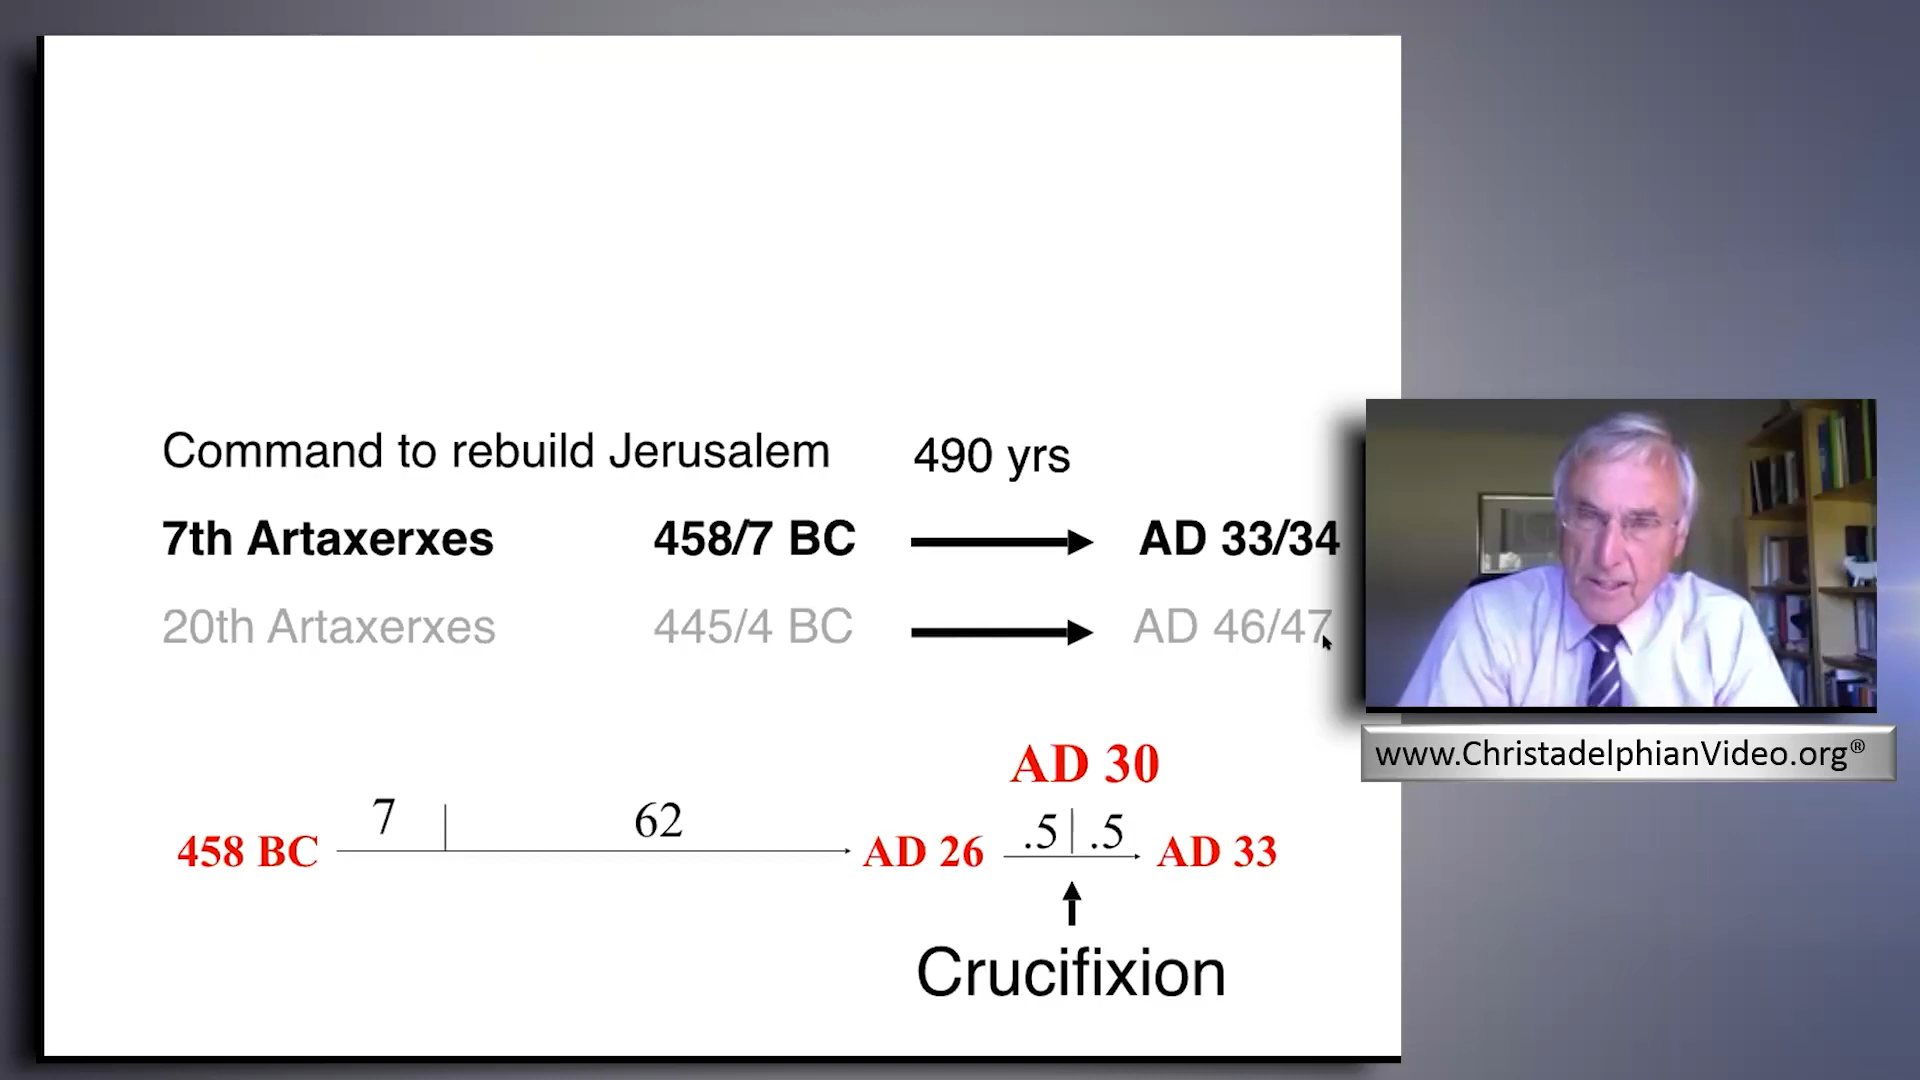 Command to rebuild Jerusalem 490 yrs
7th Artaxerxes 458/7 BC AD 33/34
20th Artaxerxes 445/4 BC AD 46/47
www.ChristadelphianVideo.org®
AD 30
7 62 .5 .5
458 BC AD 26 AD 33
Crucifixion